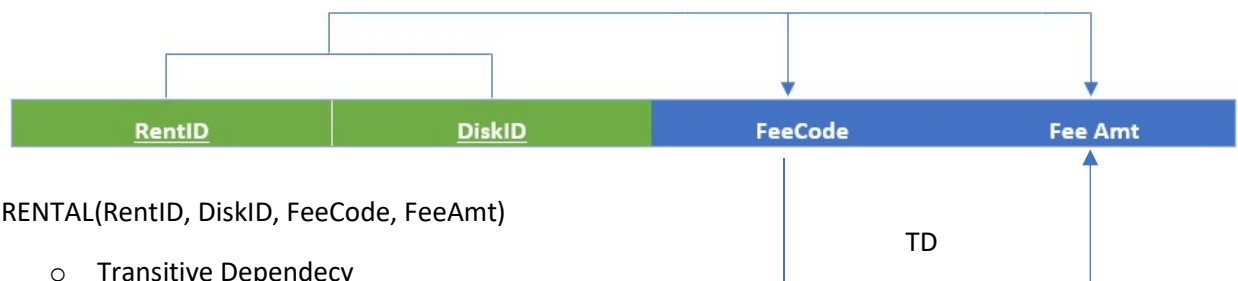 RentID DiskID FeeCode Fee Amt
RENTAL(RentID, DiskID, FeeCode, FeeAmt)
TD
o Transitive Dependecy